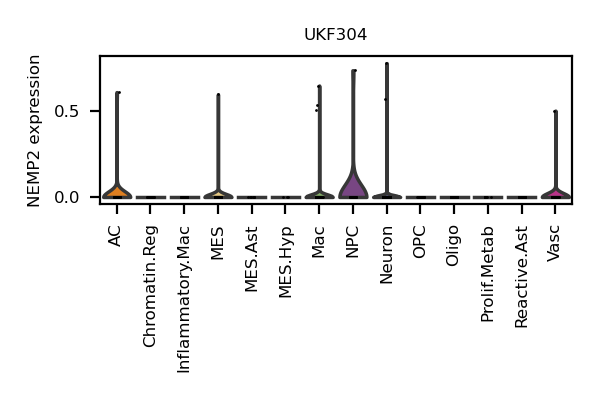 UKF304
NEMP2 expression
0.5
0.0
AC
Chromatin.Reg
Inflammatory.Mac
MES
MES.Ast
MES.Hyp
Mac
NPC
Neuron
OPC
Oligo
Prolif.Metab
Reactive.Ast
Vasc